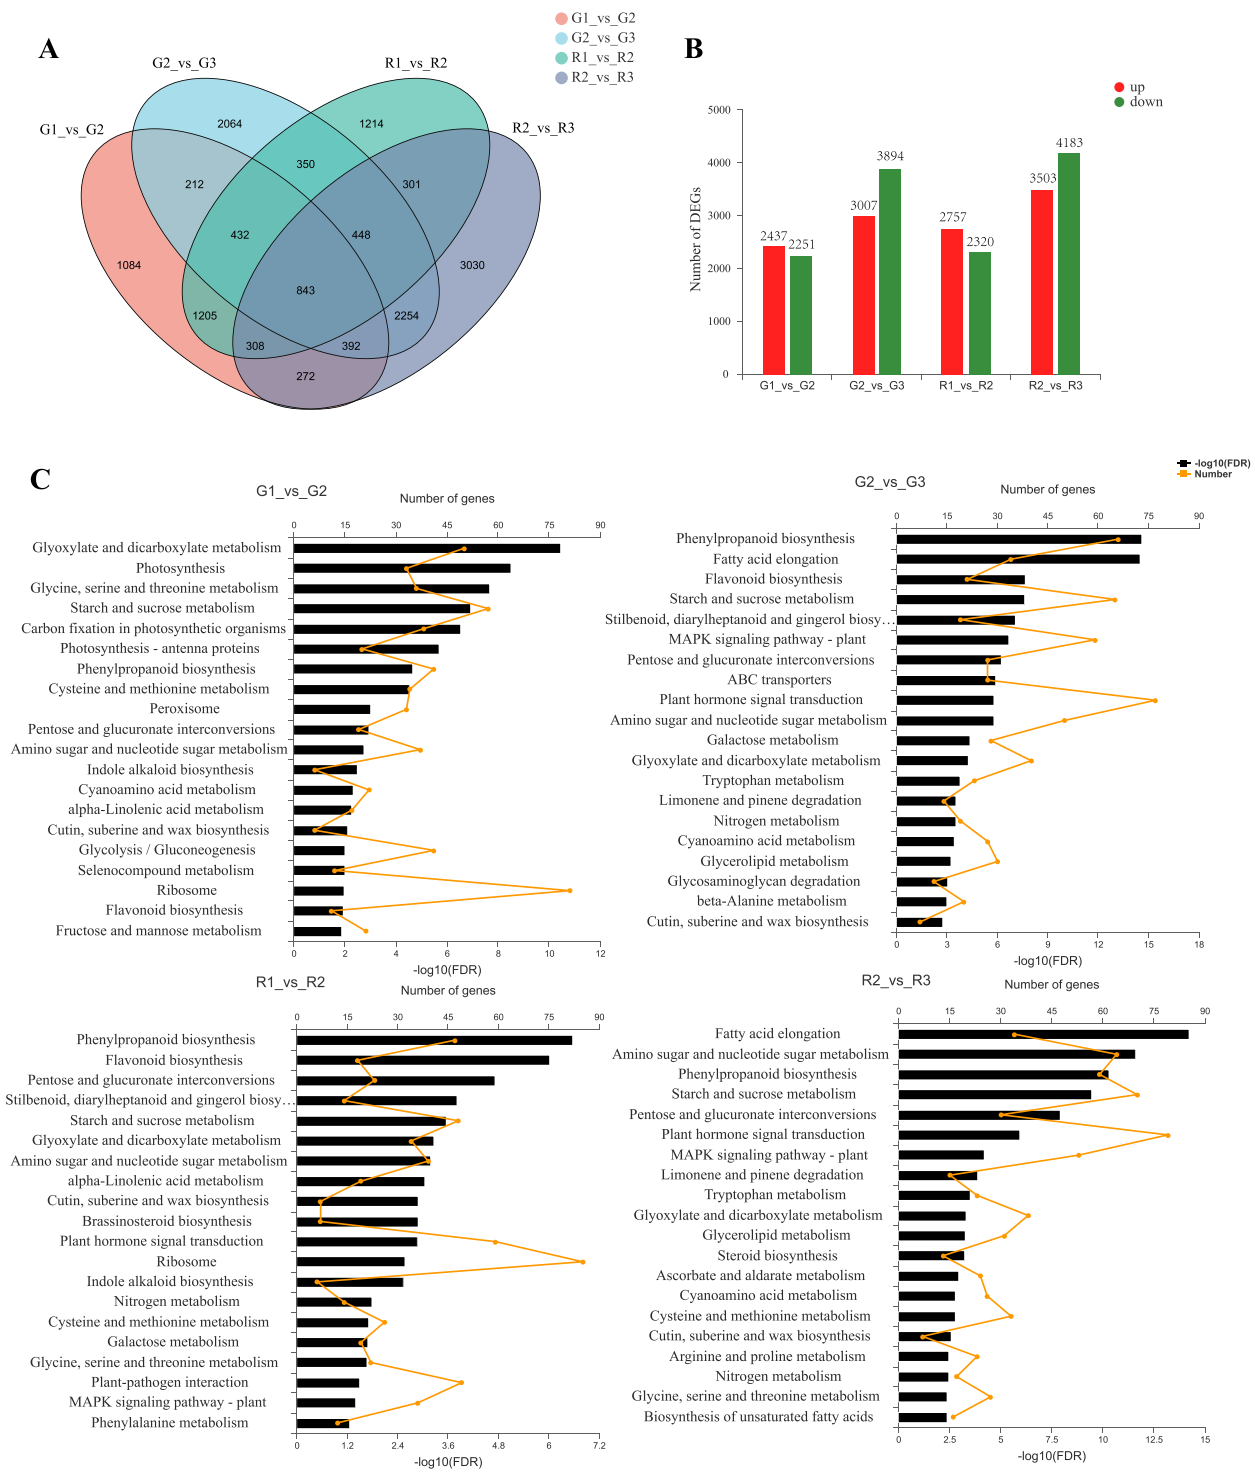 A
G1_vs_G2
G2_vs_G3
R1_vs_R2
R2_vs_R3
G2_vs_G3
R1_vs_R2
G1_vs_G2
R2_vs_R3
2064
1214
350
212
301
432
448
1084
3030
843
1205
2254
308
392
272
B
up
down
Number of DEGs
5000
4000
3000
2000
1000
0
2437
2251
3007
3894
2757
2320
3503
4183
G1_vs_G2
G2_vs_G3
R1_vs_R2
R2_vs_R3
C
-log10(FDR)
Number
G1_vs_G2
Number of genes
0 15 30 45 60 75 90
Glyoxylate and dicarboxylate metabolism
Photosynthesis
Glycine, serine and threonine metabolism
Starch and sucrose metabolism
Carbon fixation in photosynthetic organisms
Photosynthesis - antenna proteins
Phenylpropanoid biosynthesis
Cysteine and methionine metabolism
Peroxisome
Pentose and glucuronate interconversions
Amino sugar and nucleotide sugar metabolism
Indole alkaloid biosynthesis
Cyanoamino acid metabolism
alpha-Linolenic acid metabolism
Cutin, suberine and wax biosynthesis
Glycolysis / Gluconeogenesis
Selenocompound metabolism
Ribosome
Flavonoid biosynthesis
Fructose and mannose metabolism
0 2 4 6 8 10 12
-log10(FDR)
G2_vs_G3
Number of genes
0 15 30 45 60 75 90
Phenylpropanoid biosynthesis
Fatty acid elongation
Flavonoid biosynthesis
Starch and sucrose metabolism
Stilbenoid, diarylheptanoid and gingerol biosy…
MAPK signaling pathway - plant
Pentose and glucuronate interconversions
ABC transporters
Plant hormone signal transduction
Amino sugar and nucleotide sugar metabolism
Galactose metabolism
Glyoxylate and dicarboxylate metabolism
Tryptophan metabolism
Limonene and pinene degradation
Nitrogen metabolism
Cyanoamino acid metabolism
Glycerolipid metabolism
Glycosaminoglycan degradation
beta-Alanine metabolism
Cutin, suberine and wax biosynthesis
0 3 6 9 12 15 18
-log10(FDR)
R1_vs_R2
Number of genes
0 15 30 45 60 75 90
Phenylpropanoid biosynthesis
Flavonoid biosynthesis
Pentose and glucuronate interconversions
Stilbenoid, diarylheptanoid and gingerol biosy…
Starch and sucrose metabolism
Glyoxylate and dicarboxylate metabolism
Amino sugar and nucleotide sugar metabolism
alpha-Linolenic acid metabolism
Cutin, suberine and wax biosynthesis
Brassinosteroid biosynthesis
Plant hormone signal transduction
Ribosome
Indole alkaloid biosynthesis
Nitrogen metabolism
Cysteine and methionine metabolism
Galactose metabolism
Glycine, serine and threonine metabolism
Plant-pathogen interaction
MAPK signaling pathway - plant
Phenylalanine metabolism
0 1.2 2.4 3.6 4.8 6 7.2
-log10(FDR)
R2_vs_R3
Number of genes
0 15 30 45 60 75 90
Fatty acid elongation
Amino sugar and nucleotide sugar metabolism
Phenylpropanoid biosynthesis
Starch and sucrose metabolism
Pentose and glucuronate interconversions
Plant hormone signal transduction
MAPK signaling pathway - plant
Limonene and pinene degradation
Tryptophan metabolism
Glyoxylate and dicarboxylate metabolism
Glycerolipid metabolism
Steroid biosynthesis
Ascorbate and aldarate metabolism
Cyanoamino acid metabolism
Cysteine and methionine metabolism
Cutin, suberine and wax biosynthesis
Arginine and proline metabolism
Nitrogen metabolism
Glycine, serine and threonine metabolism
Biosynthesis of unsaturated fatty acids
0 2.5 5 7.5 10 12.5 15
-log10(FDR)